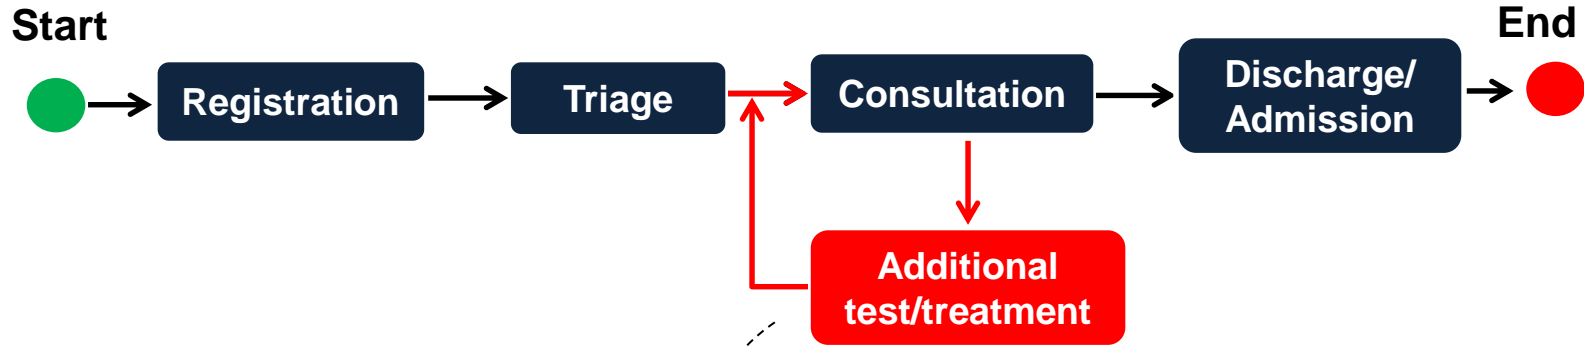 Start
End
Registration
Triage
Consultation
Discharge/
Admission
Additional
test/treatment